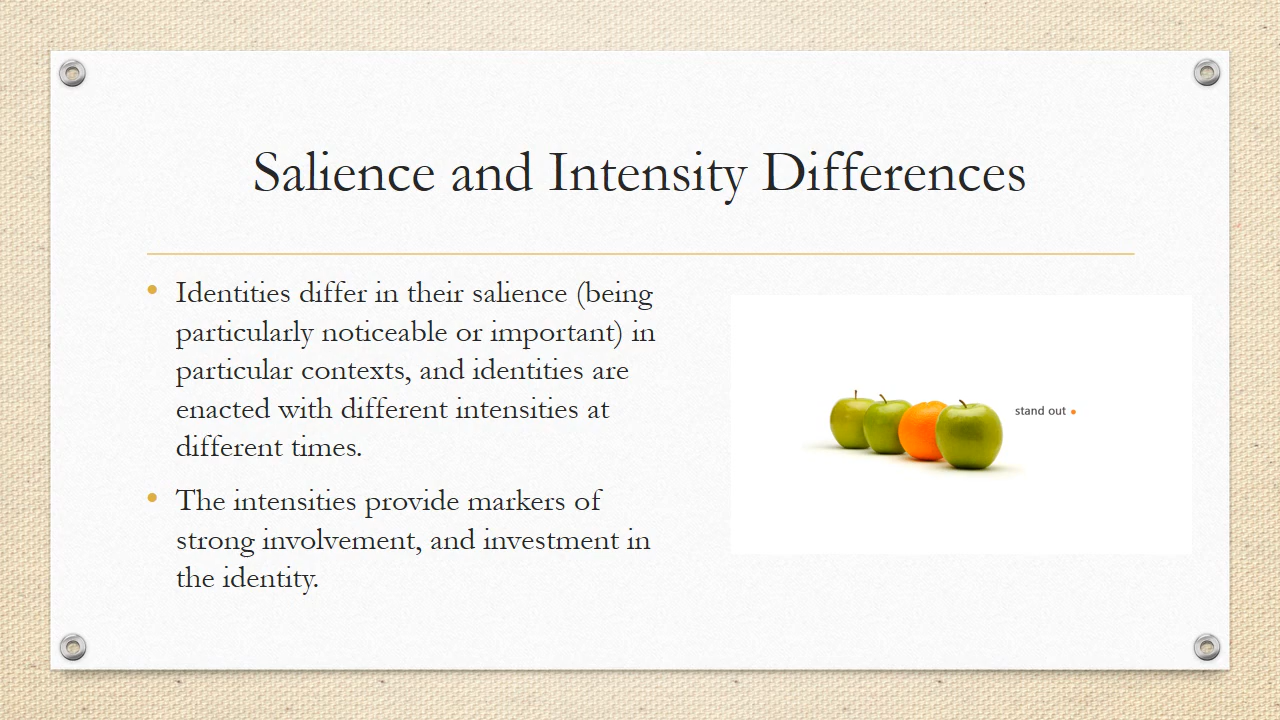 Salience and Intensity Differences
Identities differ in their salience (being
particularly noticeable or important) in
particular contexts, and identities are
enacted with different intensities at
different times.
The intensities provide markers of
strong involvement, and investment in
the identity.
stand out